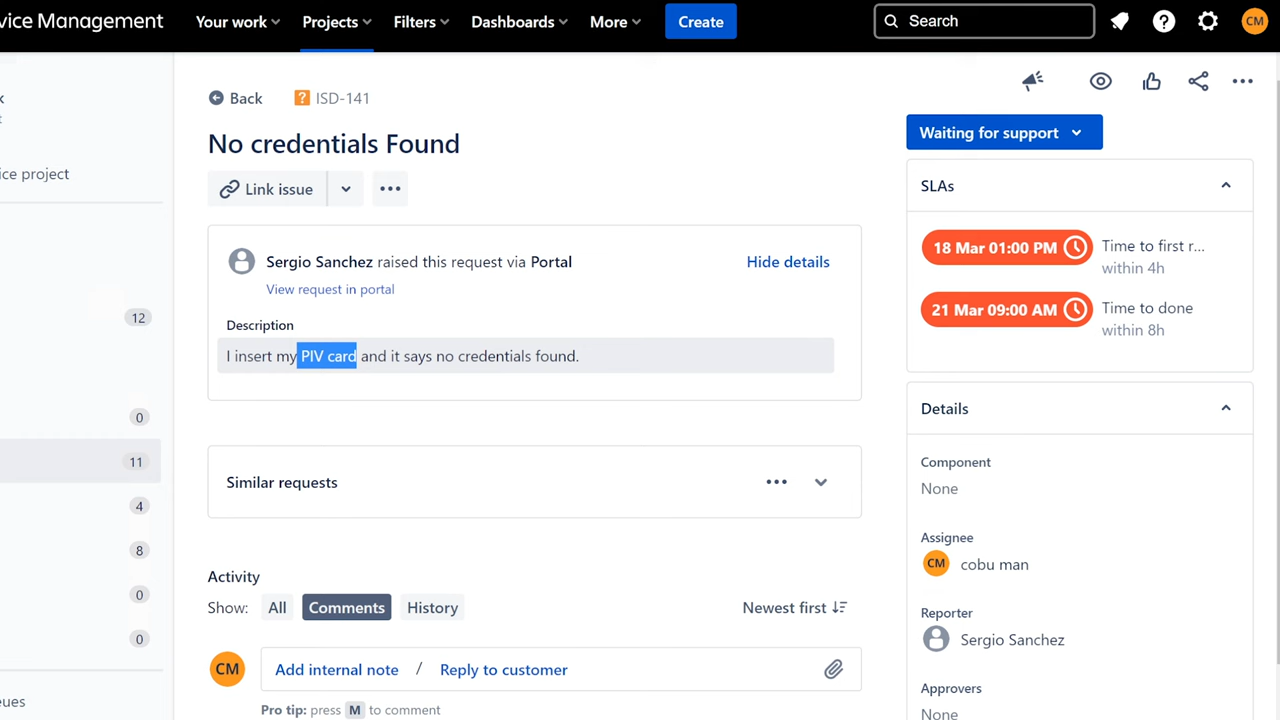 vice Management Your work Projects Filters Dashboards More Create Search CM
Back ISD-141
ice project
No credentials Found
Waiting for support
Link issue
SLAs
Sergio Sanchez raised this request via Portal Hide details
View request in portal
18 Mar 01:00 PM Time to first r...
within 4h
21 Mar 09:00 AM Time to done
within 8h
12
Description
I insert my PIV card and it says no credentials found.
Details
0
11
4
8
0
0
Similar requests
Component
None
Assignee
CM cobu man
Activity
Show: All Comments History Newest first
Reporter
Sergio Sanchez
CM Add internal note / Reply to customer
Pro tip: press M to comment
Approvers
None
ues